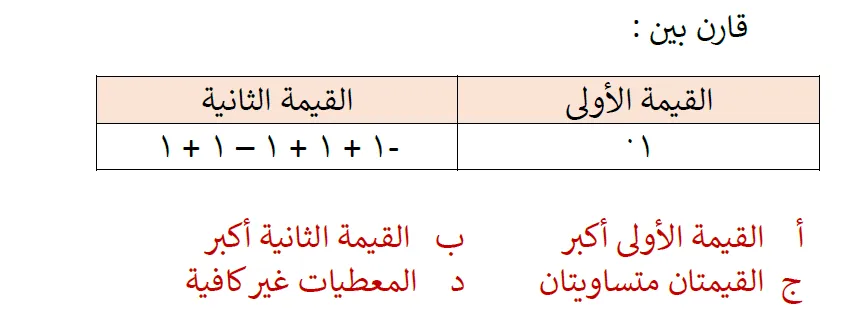 قارن بين :
القيمة الأولى القيمة الثانية
١٠ -١ + ١ + ١ – ١ + ١
أ القيمة الأولى أكبر ب القيمة الثانية أكبر
ج القيمتان متساويتان د المعطيات غير كافية